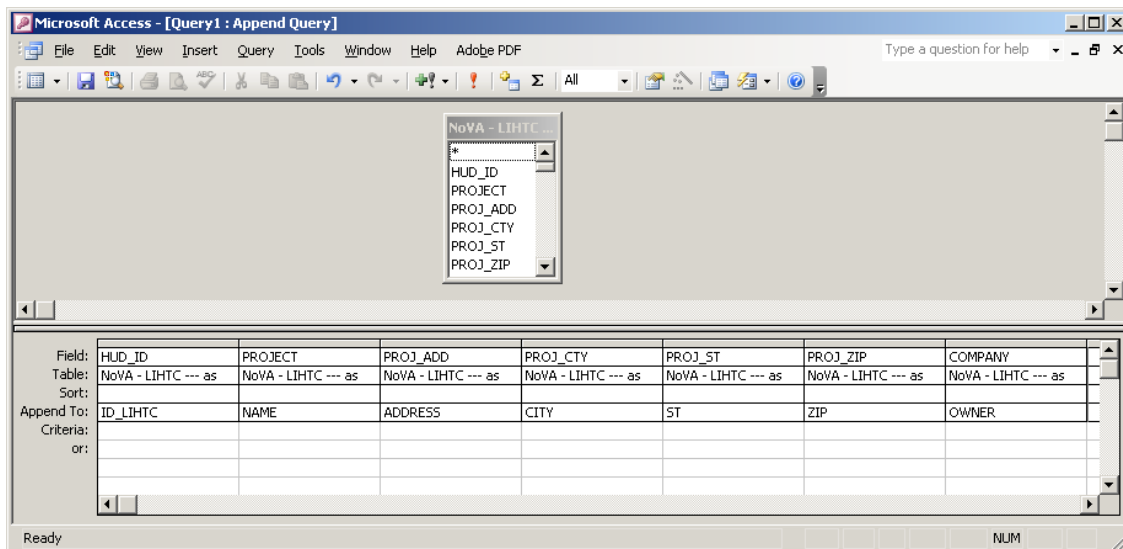 Microsoft Access - [Query1 : Append Query]
File Edit View Insert Query Tools Window Help Adobe PDF Type a question for help
ABC All
NoVA - LIHTC ...
*
HUD_ID
PROJECT
PROJ_ADD
PROJ_CTY
PROJ_ST
PROJ_ZIP
Field: HUD_ID PROJECT PROJ_ADD PROJ_CTY PROJ_ST PROJ_ZIP COMPANY
Table: NoVA - LIHTC --- as NoVA - LIHTC --- as NoVA - LIHTC --- as NoVA - LIHTC --- as NoVA - LIHTC --- as NoVA - LIHTC --- as NoVA - LIHTC --- as
Sort:
Append To: ID_LIHTC NAME ADDRESS CITY ST ZIP OWNER
Criteria:
or:
Ready NUM